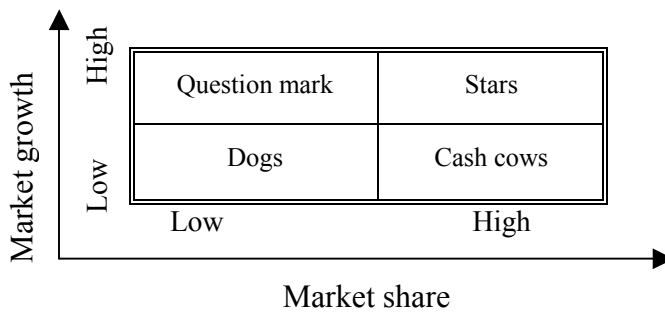 High
Question mark
Stars
Market growth
Low
Dogs
Cash cows
Low
High
Market share